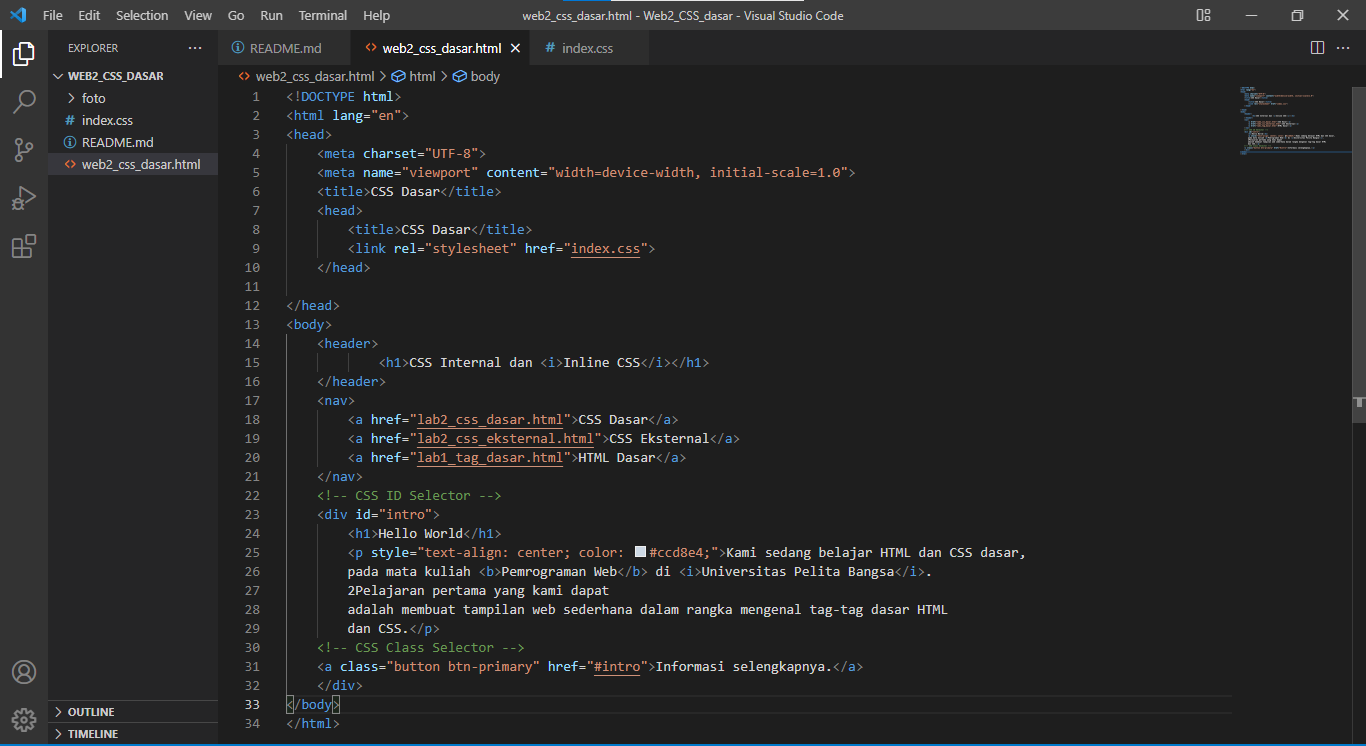 File Edit Selection View Go Run Terminal Help web2_css_dasar.html - Web2_CSS_dasar - Visual Studio Code
EXPLORER ···
WEB2_CSS_DASAR
foto
index.css
README.md
web2_css_dasar.html
OUTLINE
TIMELINE
README.md web2_css_dasar.html index.css
web2_css_dasar.html > html > body
1 <!DOCTYPE html>
2 <html lang="en">
3 <head>
4 <meta charset="UTF-8">
5 <meta name="viewport" content="width=device-width, initial-scale=1.0">
6 <title>CSS Dasar</title>
7 <head>
8 <title>CSS Dasar</title>
9 <link rel="stylesheet" href="index.css">
10 </head>
11
12 </head>
13 <body>
14 <header>
15 <h1>CSS Internal dan <i>Inline CSS</i></h1>
16 </header>
17 <nav>
18 <a href="lab2_css_dasar.html">CSS Dasar</a>
19 <a href="lab2_css_eksternal.html">CSS Eksternal</a>
20 <a href="lab1_tag_dasar.html">HTML Dasar</a>
21 </nav>
22 <!-- CSS ID Selector -->
23 <div id="intro">
24 <h1>Hello World</h1>
25 <p style="text-align: center; color: #ccd8e4;">Kami sedang belajar HTML dan CSS dasar,
26 pada mata kuliah <b>Pemrograman Web</b> di <i>Universitas Pelita Bangsa</i>.
27 2Pelajaran pertama yang kami dapat
28 adalah membuat tampilan web sederhana dalam rangka mengenal tag-tag dasar HTML
29 dan CSS.</p>
30 <!-- CSS Class Selector -->
31 <a class="button btn-primary" href="#intro">Informasi selengkapnya.</a>
32 </div>
33 </body>
34 </html>